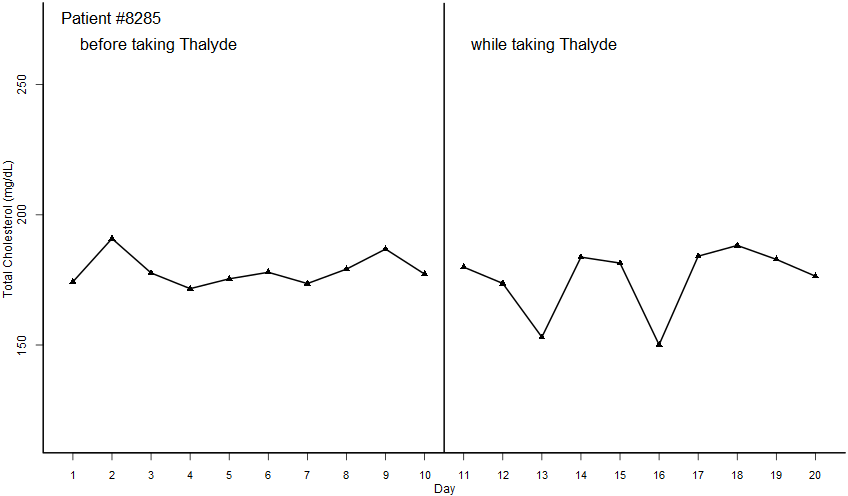 Patient #8285
before taking Thalyde
while taking Thalyde
250
200
150
Total Cholesterol (mg/dL)
1 2 3 4 5 6 7 8 9 10 11 12 13 14 15 16 17 18 19 20
Day